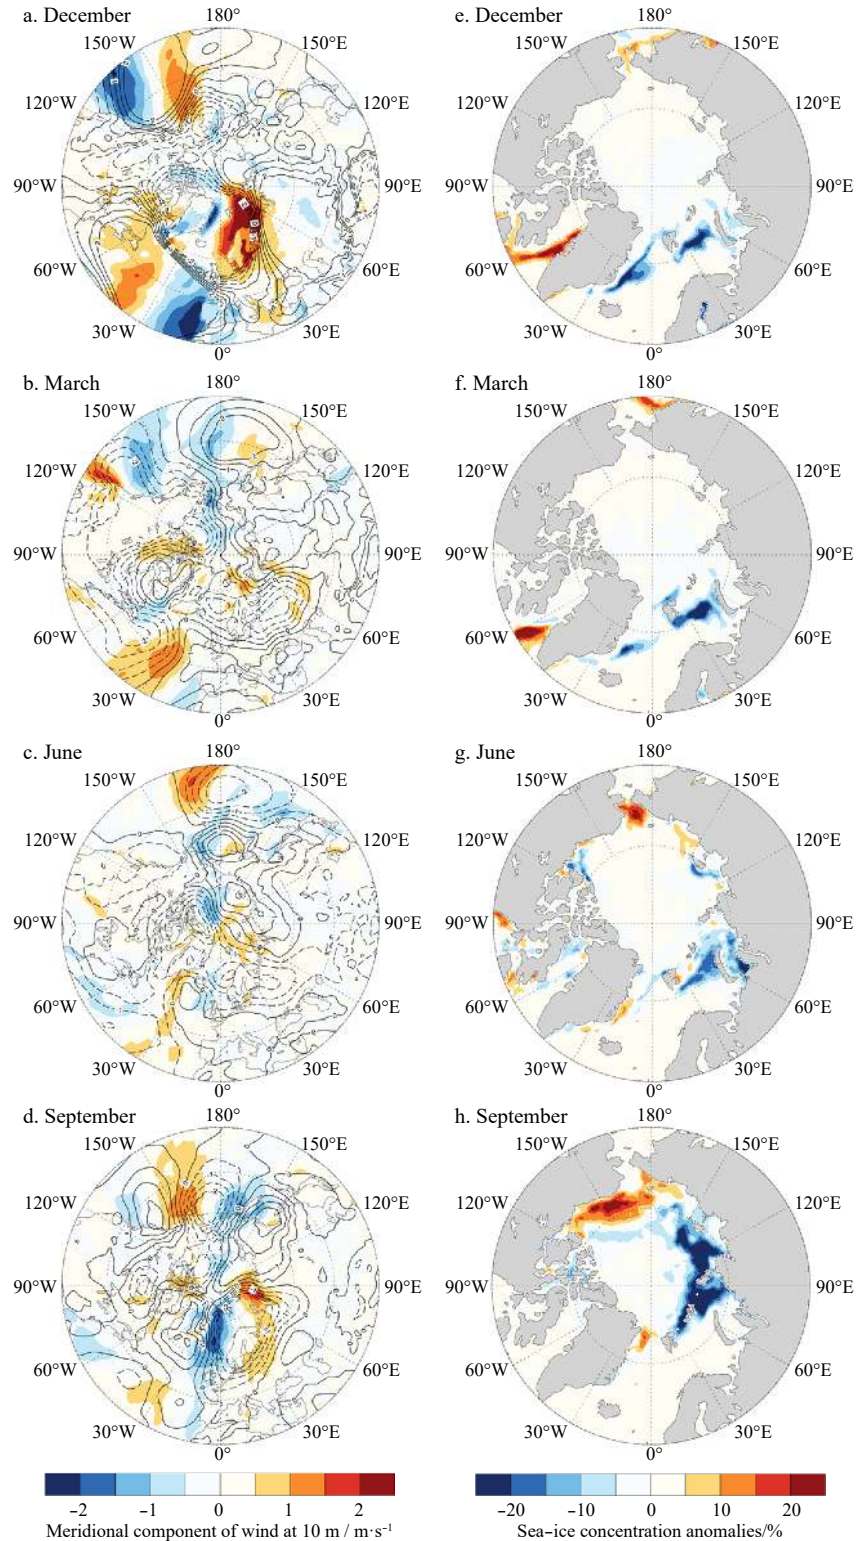 a. December
180°
150°W
150°E
120°W
120°E
90°W
90°E
60°W
60°E
30°W
30°E
0°
e. December
180°
150°W
150°E
120°W
120°E
90°W
90°E
60°W
60°E
30°W
30°E
0°
b. March
180°
150°W
150°E
120°W
120°E
90°W
90°E
60°W
60°E
30°W
30°E
0°
f. March
180°
150°W
150°E
120°W
120°E
90°W
90°E
60°W
60°E
30°W
30°E
0°
c. June
180°
150°W
150°E
120°W
120°E
90°W
90°E
60°W
60°E
30°W
30°E
0°
g. June
180°
150°W
150°E
120°W
120°E
90°W
90°E
60°W
60°E
30°W
30°E
0°
d. September
180°
150°W
150°E
120°W
120°E
90°W
90°E
60°W
60°E
30°W
30°E
0°
h. September
180°
150°W
150°E
120°W
120°E
90°W
90°E
60°W
60°E
30°W
30°E
0°
−2 −1 0 1 2
Meridional component of wind at 10 m / m·s⁻¹
−20 −10 0 10 20
Sea−ice concentration anomalies/%